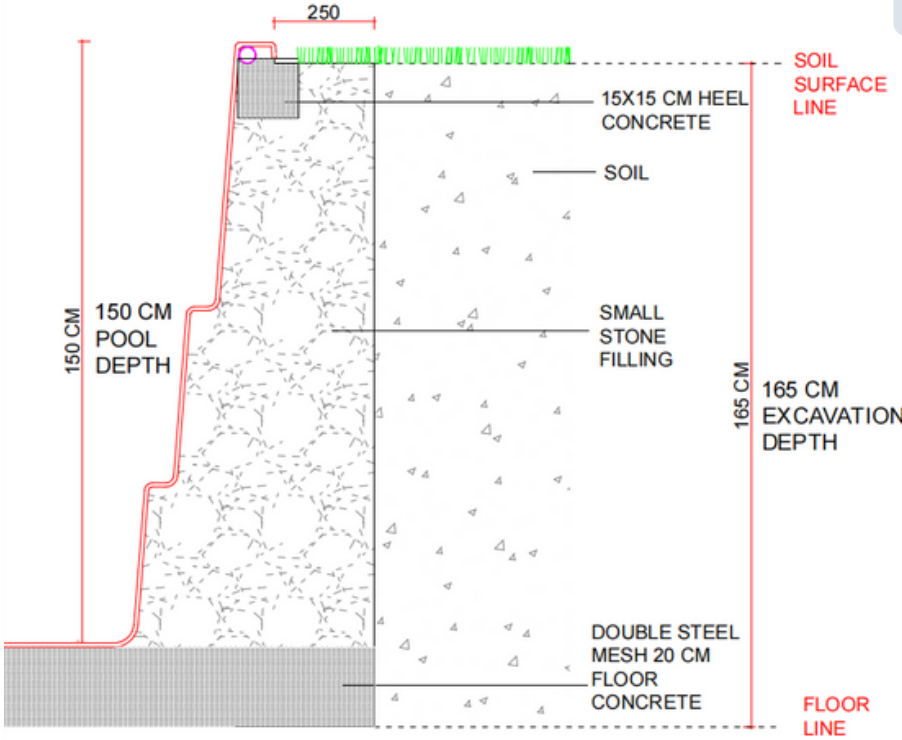 250
SOIL
SURFACE
LINE
15X15 CM HEEL
CONCRETE
SOIL
150 CM
150 CM
POOL
DEPTH
SMALL
STONE
FILLING
165 CM
165 CM
EXCAVATION
DEPTH
DOUBLE STEEL
MESH 20 CM
FLOOR
CONCRETE
FLOOR
LINE